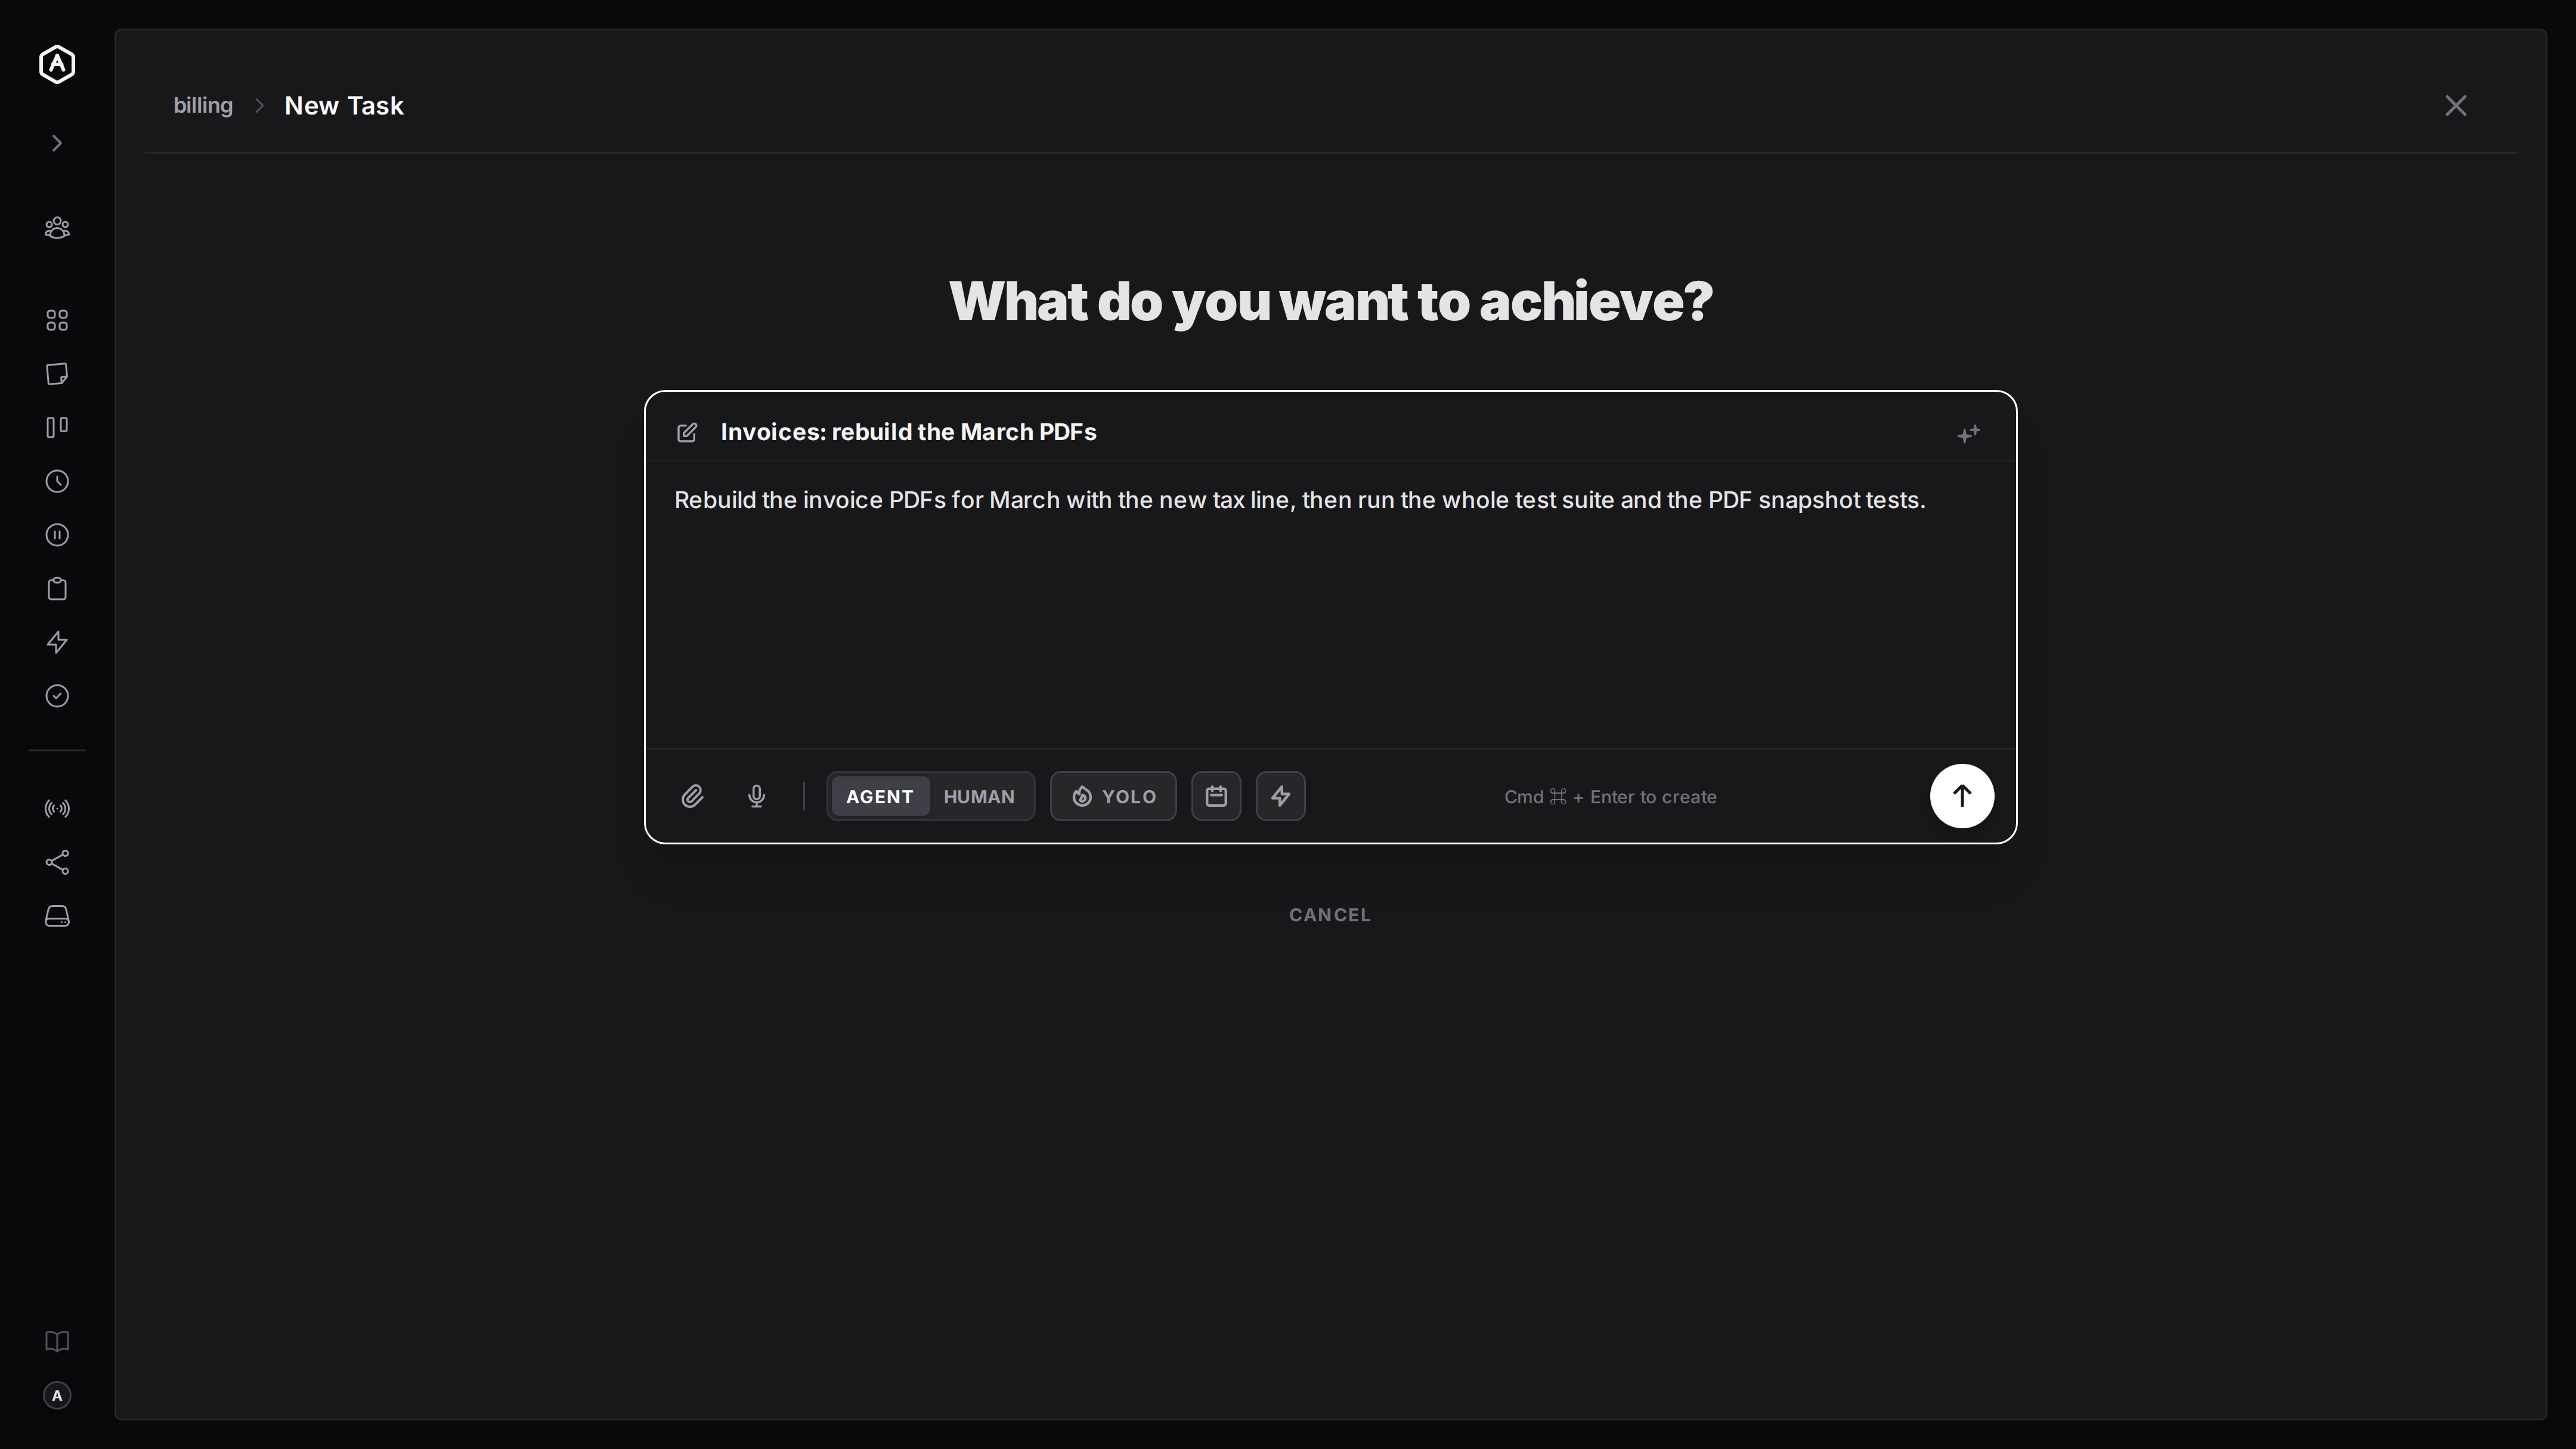 billing > New Task
What do you want to achieve?
Invoices: rebuild the March PDFs
Rebuild the invoice PDFs for March with the new tax line, then run the whole test suite and the PDF snapshot tests.
AGENT HUMAN YOLO Cmd ⌘ + Enter to create
CANCEL
A